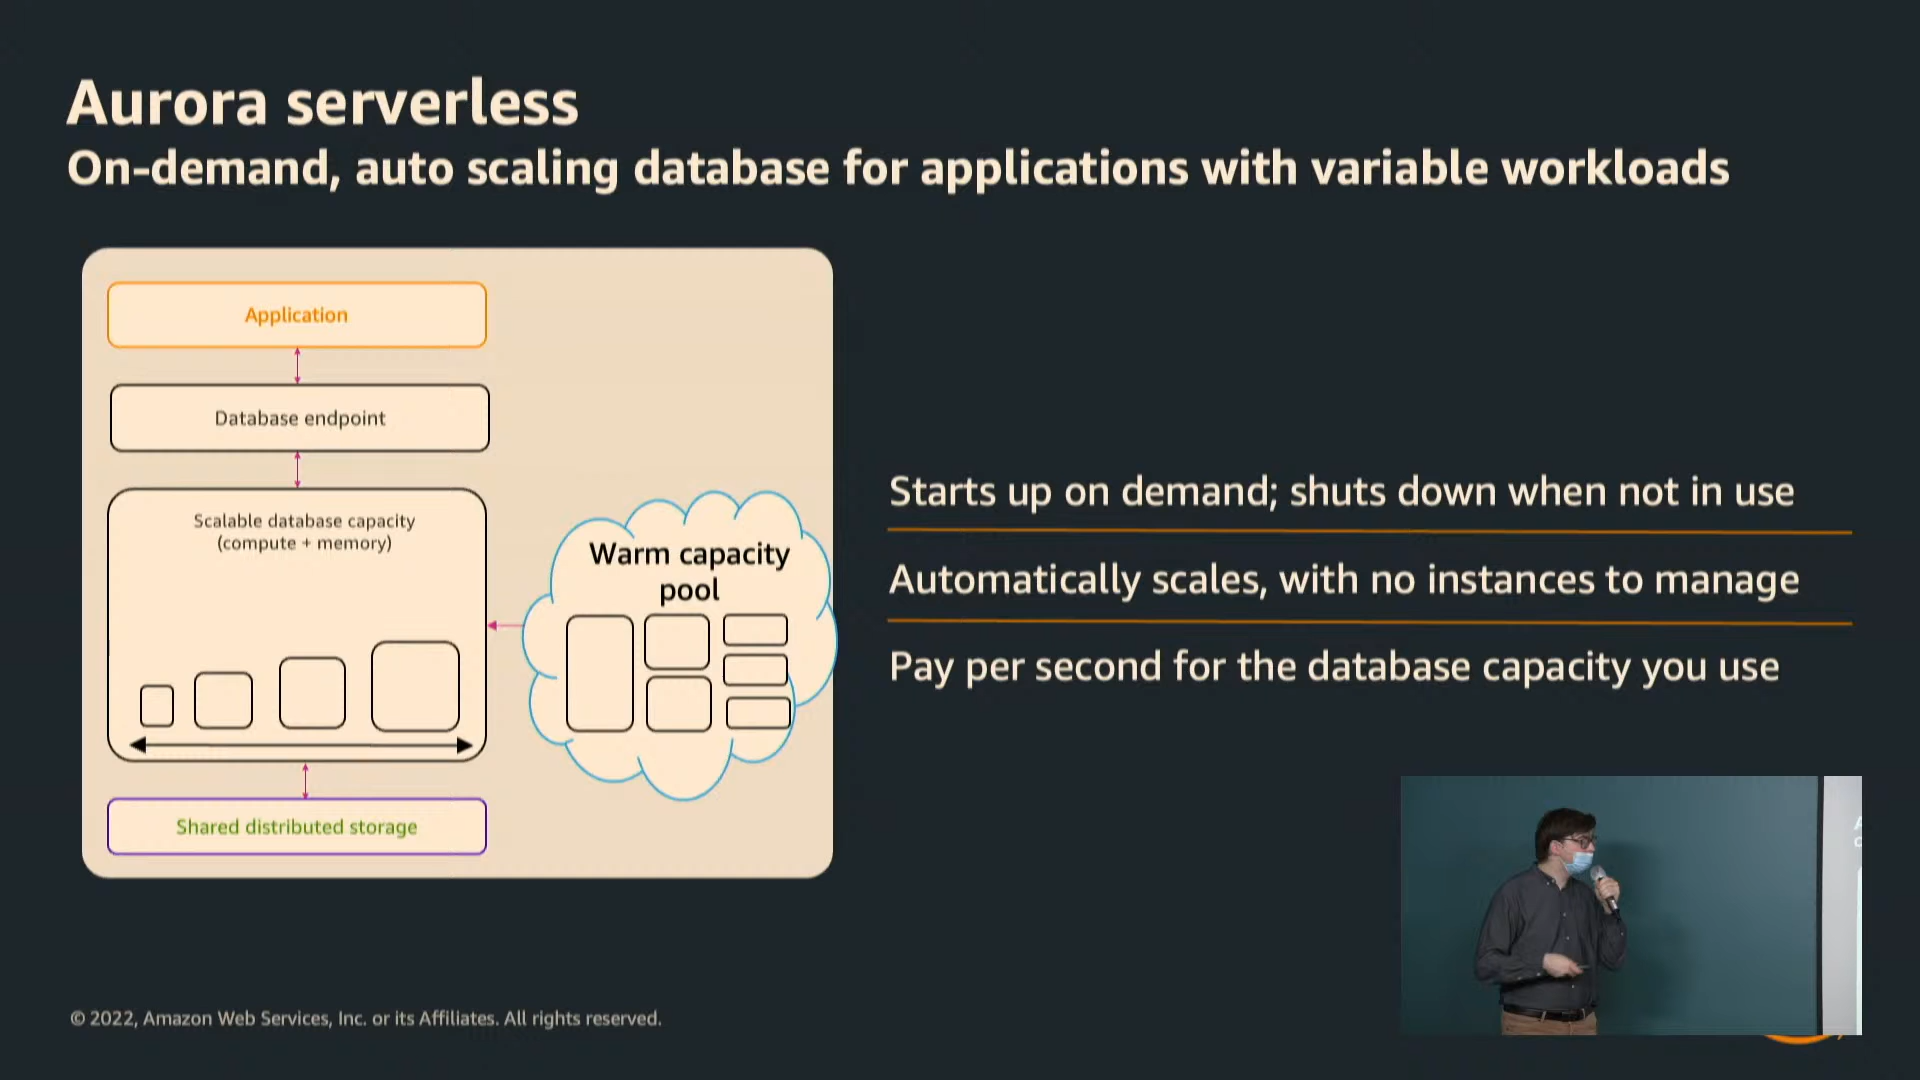 Aurora serverless
On-demand, auto scaling database for applications with variable workloads
Application
Database endpoint
Scalable database capacity
(compute + memory)
Warm capacity
pool
Shared distributed storage
Starts up on demand; shuts down when not in use
Automatically scales, with no instances to manage
Pay per second for the database capacity you use
© 2022, Amazon Web Services, Inc. or its Affiliates. All rights reserved.